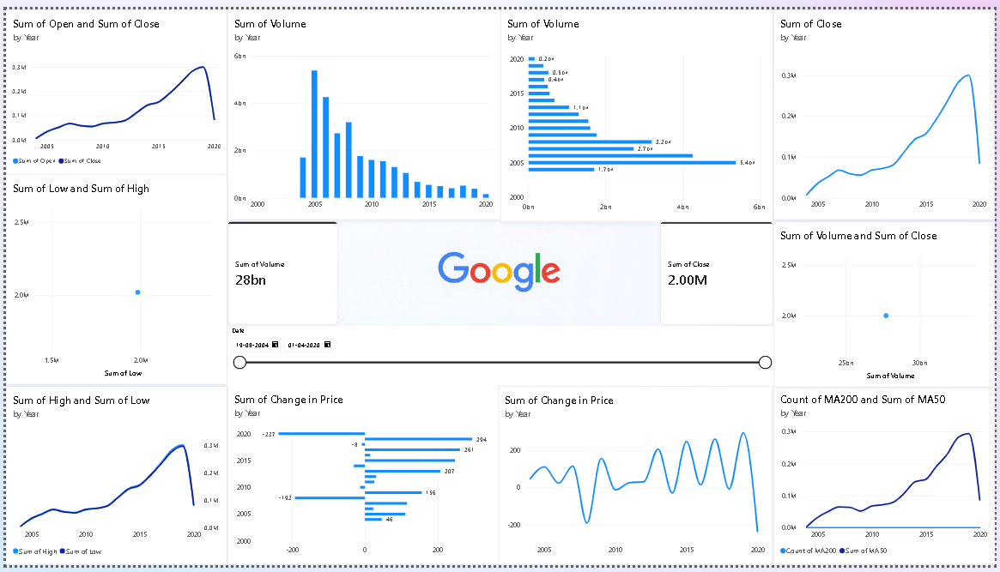 Sum of Open and Sum of Close
by Year
0.3M
0.2M
0.1M
0.0M
2005
2010
2015
2020
Sum of Open
Sum of Close
Sum of Volume
by Year
6bn
4bn
2bn
0bn
2000
2005
2010
2015
2020
Sum of Volume
by Year
2020
2015
2010
2005
2000
0.2bn
0.5bn
0.4bn
1.1bn
3.2bn
2.7bn
5.4bn
1.7bn
0bn
2bn
4bn
6bn
Sum of Close
by Year
0.3M
0.2M
0.1M
0.0M
2005
2010
2015
2020
Sum of Low and Sum of High
2.5M
2.0M
1.5M
2.0M
Sum of Low
Sum of Volume
28bn
Google
Sum of Close
2.00M
Date
19-08-2004
01-04-2020
Sum of Volume and Sum of Close
2.5M
2.0M
25bn
30bn
Sum of Volume
Sum of High and Sum of Low
by Year
0.3M
0.2M
0.1M
0.0M
2005
2010
2015
2020
Sum of High
Sum of Low
Sum of Change in Price
by Year
2020
2015
2010
2005
2000
-237
294
-8
261
207
156
-192
46
-200
0
200
Sum of Change in Price
by Year
200
0
-200
2005
2010
2015
2020
Count of MA200 and Sum of MA50
by Year
0.3M
0.2M
0.1M
0.0M
2005
2010
2015
2020
Count of MA200
Sum of MA50